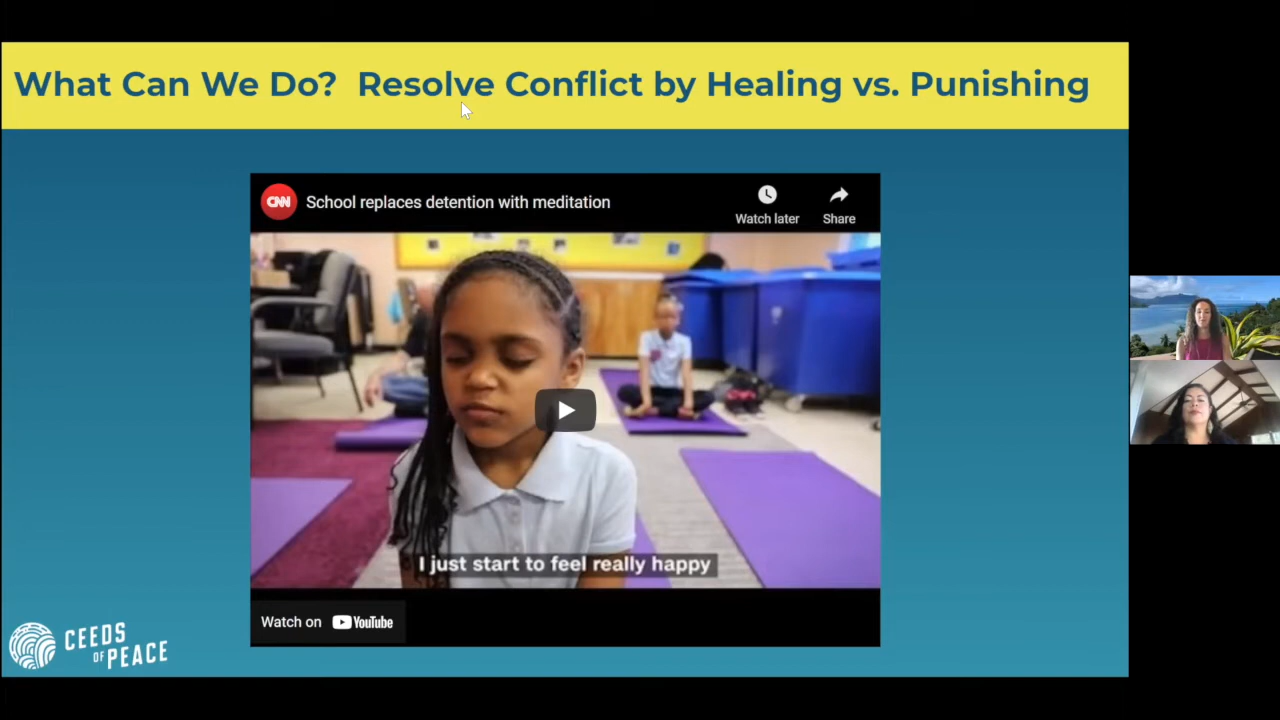 What Can We Do?  Resolve Conflict by Healing vs. Punishing
CNN
School replaces detention with meditation
Watch later
Share
I just start to feel really happy
Watch on YouTube
CEEDS
OF PEACE